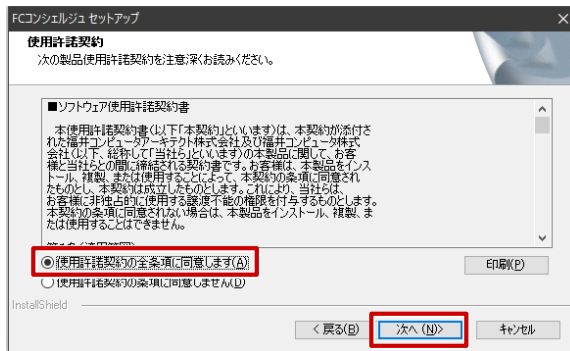 FCコンシェルジュ セットアップ
使用許諾契約
次の製品使用許諾契約を注意深くお読みください。
■ソフトウェア使用許諾契約書
本使用許諾契約書(以下「本契約」といいます)は、本契約が添付さ
れた福井コンピュータアーキテクト株式会社及び福井コンピュータ株式
会社(以下、総称して「当社ら」といいます)の本製品に関して、お客
様と当社らとの間に締結される契約書です。お客様は、本製品をインス
トール、複製、または使用することによって、本契約の条項に同意され
たものとし、本契約は成立したものとします。これにより、当社らは、
お客様に非独占的に使用する譲渡不能の権限を付与するものとします。
本契約の条項に同意されない場合は、本製品をインストール、複製、ま
たは使用することはできません。
使用許諾契約の全条項に同意します(A)
印刷(P)
使用許諾契約の条項に同意しません(D)
InstallShield
< 戻る(B)
次へ (N)>
キャンセル